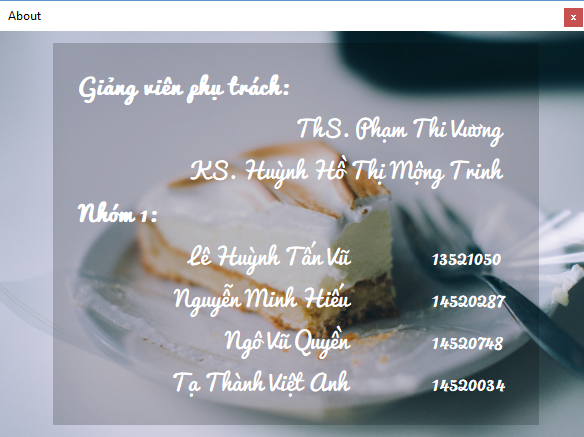 About
x
Giảng viên phụ trách:
ThS. Phạm Thi Vương
KS. Huỳnh Hồ Thị Mộng Trinh
Nhóm 1:
Lê Huỳnh Tấn Vũ 13521050
Nguyễn Minh Hiếu 14520287
Ngô Vũ Quyền 14520748
Tạ Thành Việt Anh 14520034